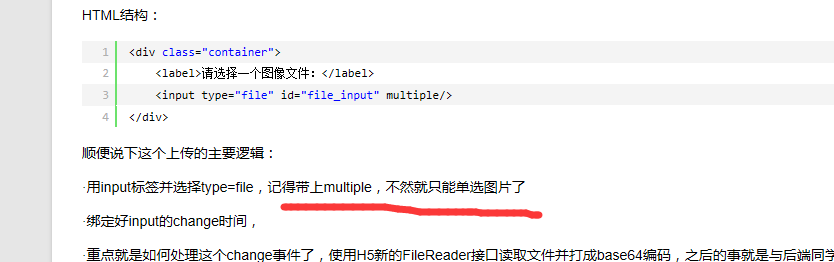 HTML结构：
1 <div class="container">
2 <label>请选择一个图像文件：</label>
3 <input type="file" id="file_input" multiple/>
4 </div>
顺便说下这个上传的主要逻辑：
·用input标签并选择type=file，记得带上multiple，不然就只能单选图片了
·绑定好input的change时间，
·重点就是如何处理这个change事件了，使用H5新的FileReader接口读取文件并打成base64编码，之后的事就是与后端同学